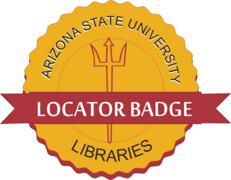 ARIZONA STATE UNIVERSITY
LOCATOR BADGE
LIBRARIES